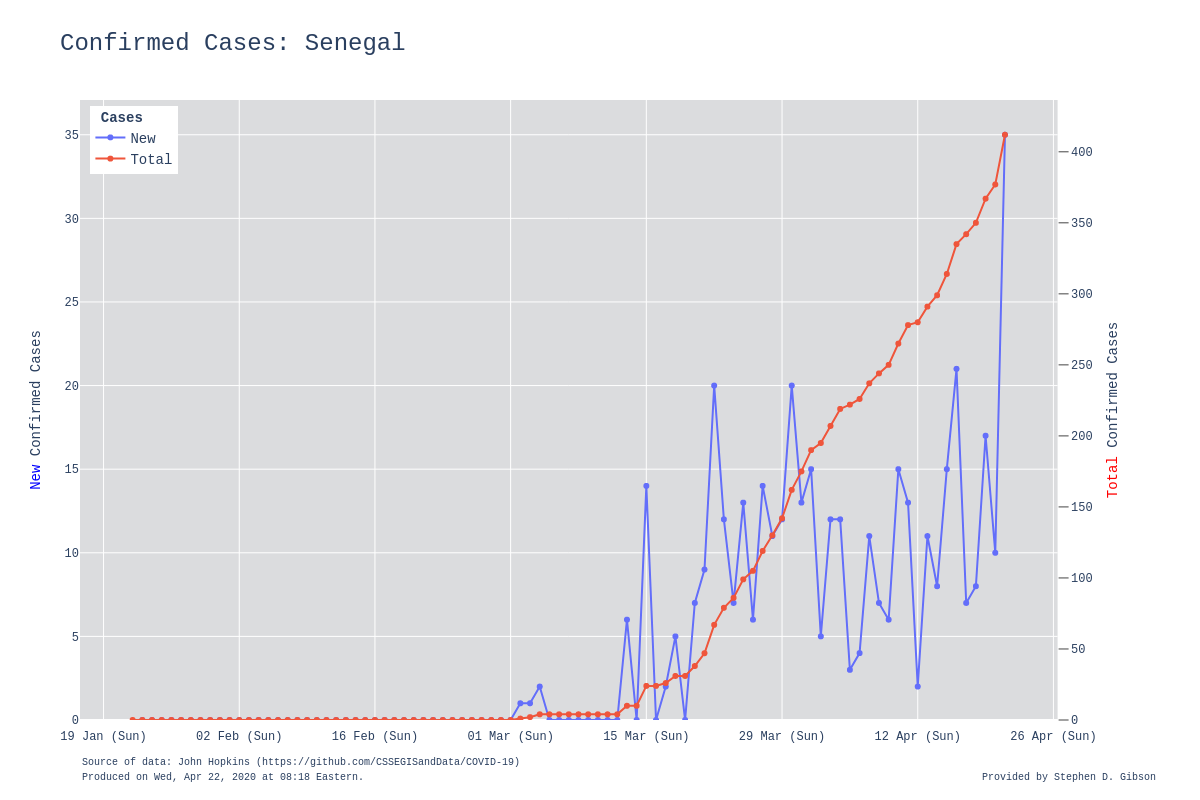 Confirmed Cases: Senegal
Cases
New
Total
35
30
25
20
15
10
5
0
New Confirmed Cases
400
350
300
250
200
150
100
50
0
Total Confirmed Cases
19 Jan (Sun) 02 Feb (Sun) 16 Feb (Sun) 01 Mar (Sun) 15 Mar (Sun) 29 Mar (Sun) 12 Apr (Sun) 26 Apr (Sun)
Source of data: John Hopkins (https://github.com/CSSEGISandData/COVID-19)
Produced on Wed, Apr 22, 2020 at 08:18 Eastern.
Provided by Stephen D. Gibson